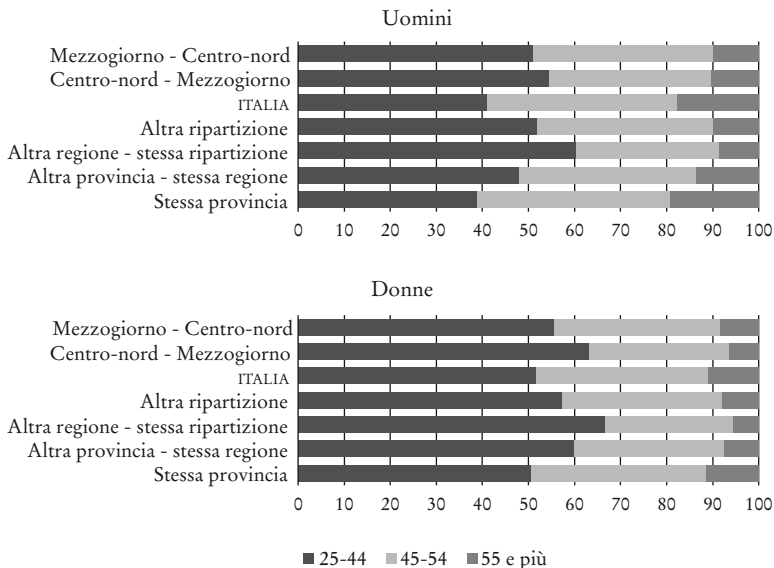 Uomini
Mezzogiorno - Centro-nord
Centro-nord - Mezzogiorno
ITALIA
Altra ripartizione
Altra regione - stessa ripartizione
Altra provincia - stessa regione
Stessa provincia
0 10 20 30 40 50 60 70 80 90 100
Donne
Mezzogiorno - Centro-nord
Centro-nord - Mezzogiorno
ITALIA
Altra ripartizione
Altra regione - stessa ripartizione
Altra provincia - stessa regione
Stessa provincia
0 10 20 30 40 50 60 70 80 90 100
25-44 45-54 55 e più